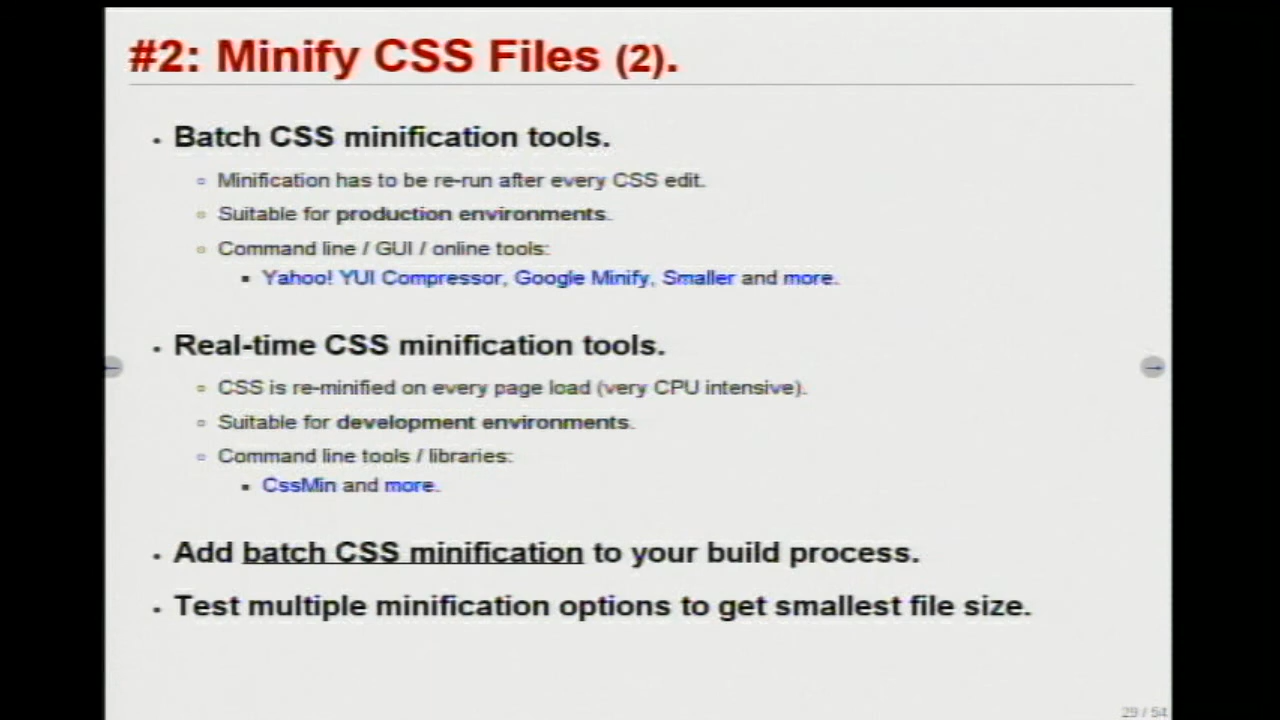 #2: Minify CSS Files (2).
• Batch CSS minification tools.
◦ Minification has to be re-run after every CSS edit.
◦ Suitable for production environments.
◦ Command line / GUI / online tools:
▪ Yahoo! YUI Compressor, Google Minify, Smaller and more.
• Real-time CSS minification tools.
◦ CSS is re-minified on every page load (very CPU intensive).
◦ Suitable for development environments.
◦ Command line tools / libraries:
▪ CssMin and more.
• Add batch CSS minification to your build process.
• Test multiple minification options to get smallest file size.
29 / 54